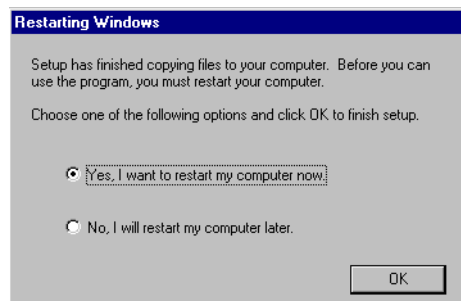 Restarting Windows
Setup has finished copying files to your computer.  Before you can
use the program, you must restart your computer.
Choose one of the following options and click OK to finish setup.
Yes, I want to restart my computer now.
No, I will restart my computer later.
OK